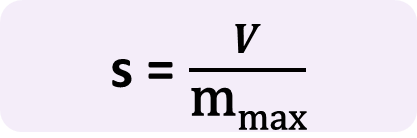 s = V / m_max